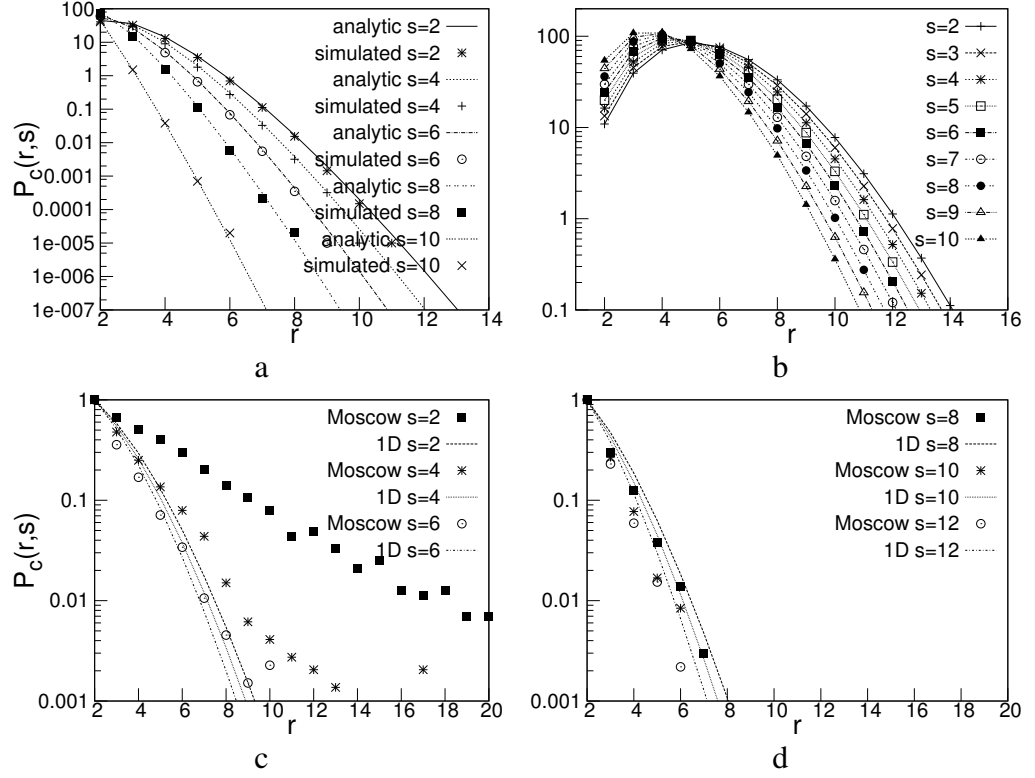 100
10
1
0.1
0.01
0.001
0.0001
1e-005
1e-006
1e-007
P_c(r,s)
2 4 6 8 10 12 14
r
analytic s=2
simulated s=2
analytic s=4
simulated s=4
analytic s=6
simulated s=6
analytic s=8
simulated s=8
analytic s=10
simulated s=10
a
100
10
1
0.1
2 4 6 8 10 12 14 16
r
s=2
s=3
s=4
s=5
s=6
s=7
s=8
s=9
s=10
b
1
0.1
0.01
0.001
P_c(r,s)
2 4 6 8 10 12 14 16 18 20
r
Moscow s=2
1D s=2
Moscow s=4
1D s=4
Moscow s=6
1D s=6
c
1
0.1
0.01
0.001
2 4 6 8 10 12 14 16 18 20
r
Moscow s=8
1D s=8
Moscow s=10
1D s=10
Moscow s=12
1D s=12
d